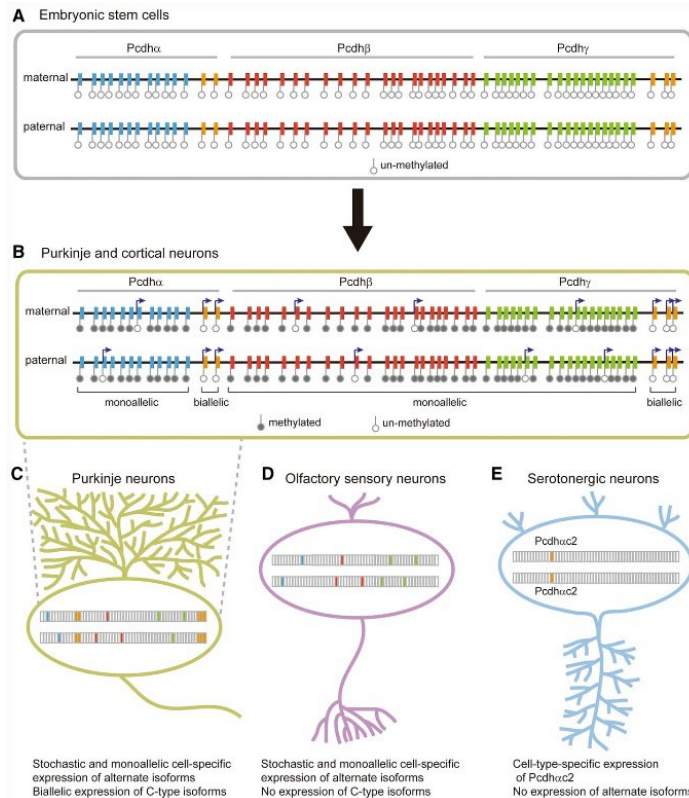 A Embryonic stem cells
Pcdhα Pcdhβ Pcdhγ
maternal
paternal
un-methylated
B Purkinje and cortical neurons
Pcdhα Pcdhβ Pcdhγ
maternal
paternal
monoallelic biallelic monoallelic biallelic
methylated un-methylated
C Purkinje neurons
D Olfactory sensory neurons
E Serotonergic neurons
Pcdhαc2
Pcdhαc2
Stochastic and monoallelic cell-specific
expression of alternate isoforms
Biallelic expression of C-type isoforms
Stochastic and monoallelic cell-specific
expression of alternate isoforms
No expression of C-type isoforms
Cell-type-specific expression
of Pcdhαc2
No expression of alternate isoforms